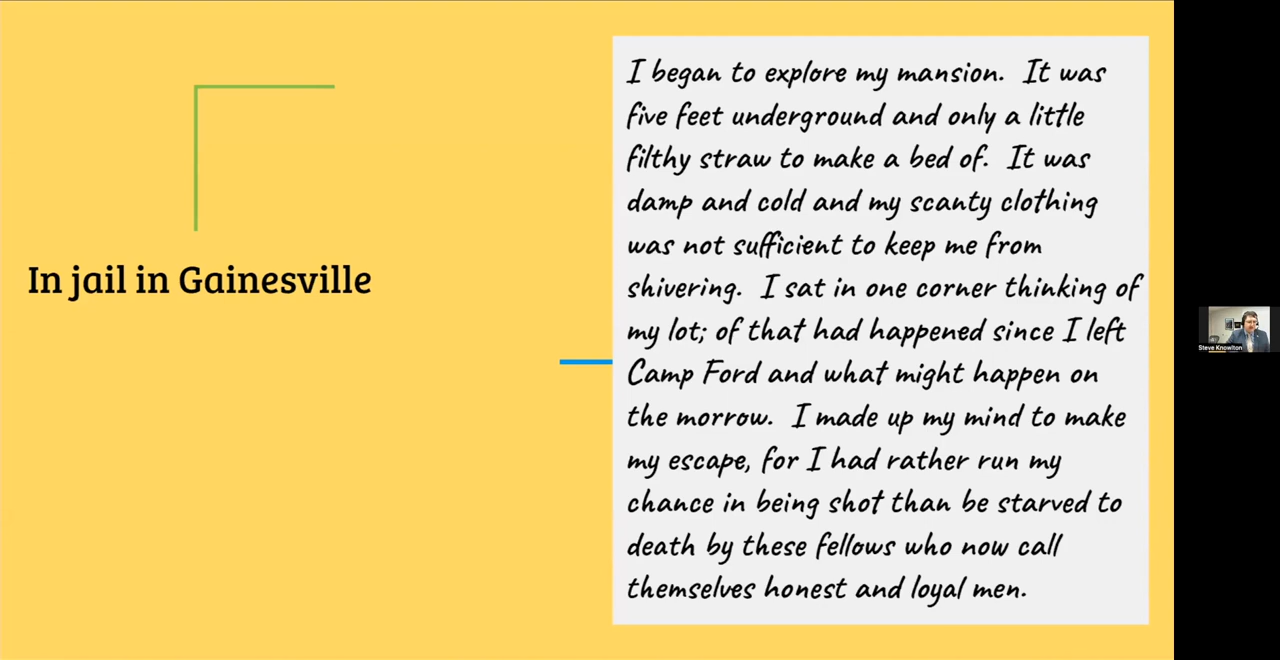 In jail in Gainesville
I began to explore my mansion. It was
five feet underground and only a little
filthy straw to make a bed of. It was
damp and cold and my scanty clothing
was not sufficient to keep me from
shivering. I sat in one corner thinking of
my lot; of that had happened since I left
Camp Ford and what might happen on
the morrow. I made up my mind to make
my escape, for I had rather run my
chance in being shot than be starved to
death by these fellows who now call
themselves honest and loyal men.
Steve Knowlton